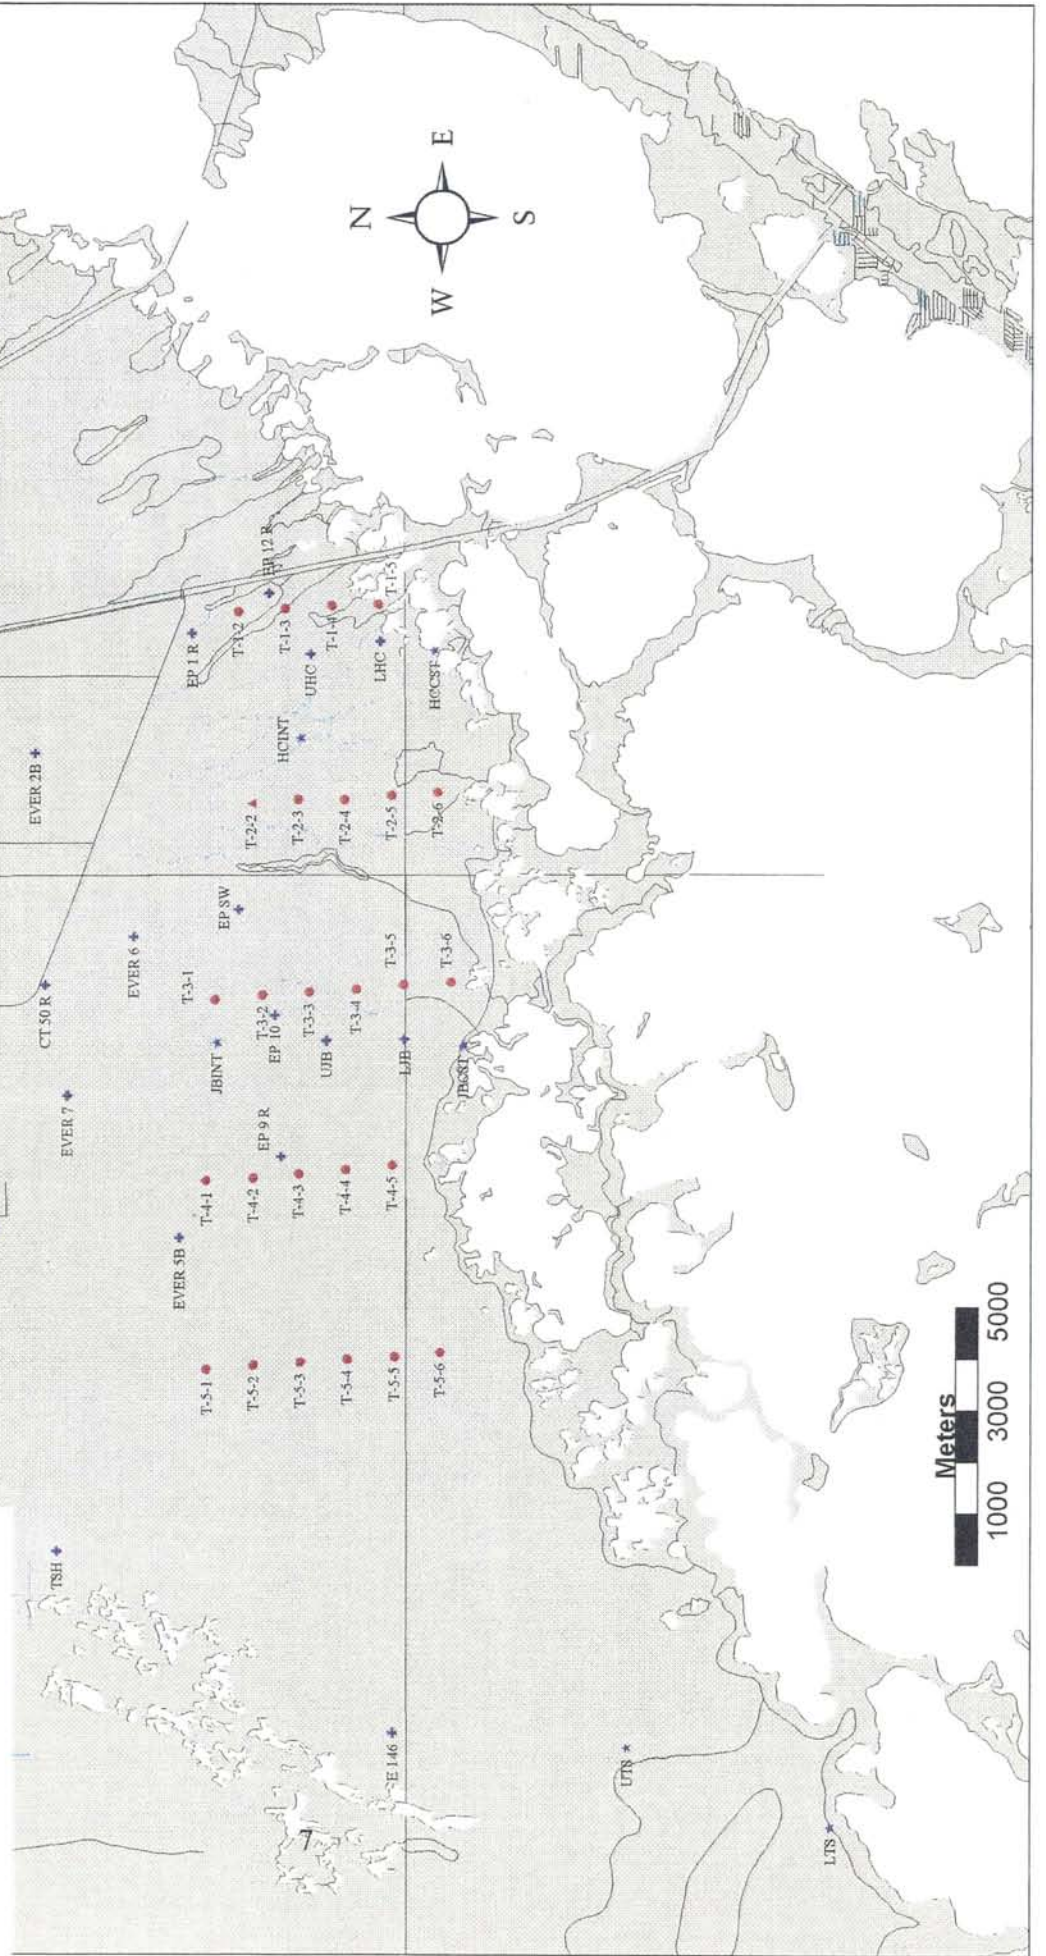 N
E
S
W
EP 12 R
T-1-5
T-1-2
T-1-3
T-1-4
EP 1 R
UHC
LHC
HCCST
HCINT
EVER 2B
T-2-2
T-2-3
T-2-4
T-2-5
T-2-6
EP SW
EVER 6
T-3-5
T-3-6
T-3-1
CT 50 R
T-3-2
EP 10
T-3-3
T-3-4
JBINT
UJB
LJB
JBCST
EVER 7
EP 9 R
T-4-1
T-4-2
T-4-3
T-4-4
T-4-5
EVER 5B
T-5-1
T-5-2
T-5-3
T-5-4
T-5-5
T-5-6
TSH
E 146
UTS
LTS
7
Meters
1000 3000 5000